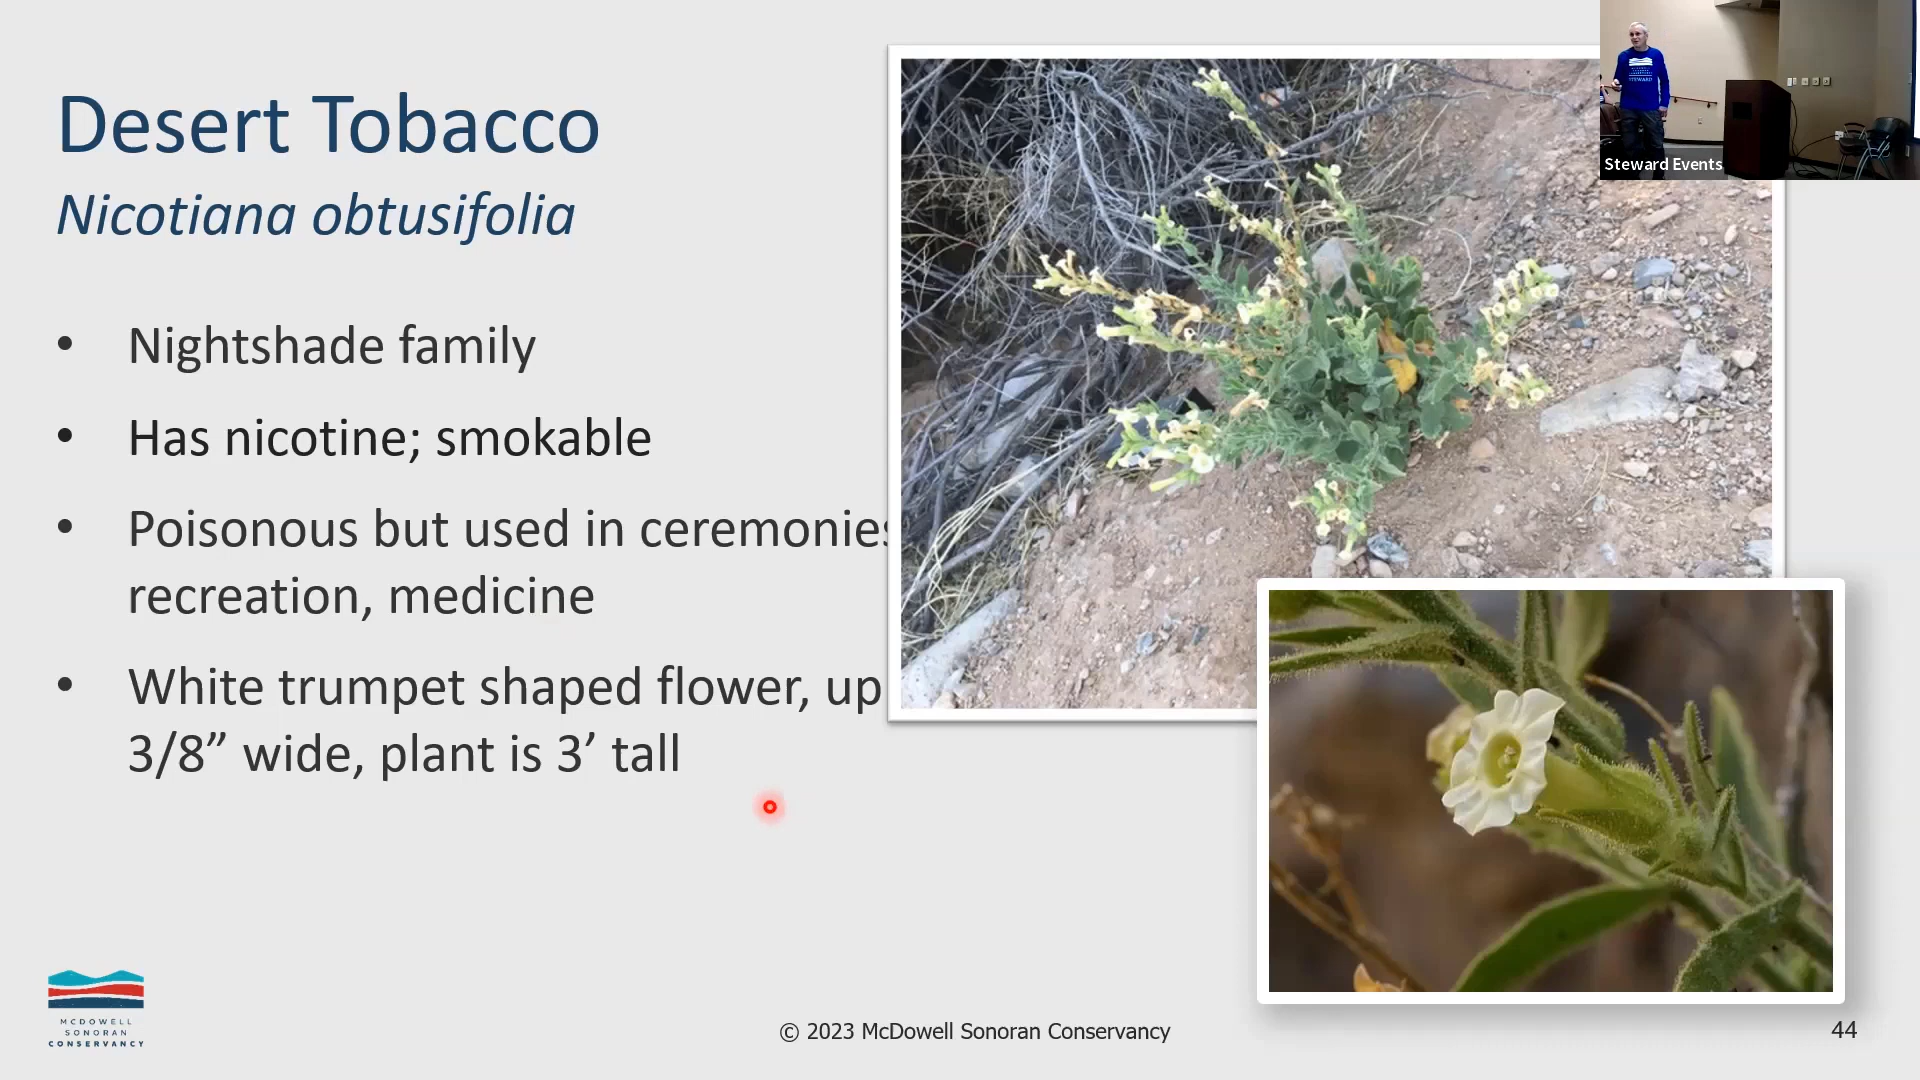 Desert Tobacco
Nicotiana obtusifolia
• Nightshade family
• Has nicotine; smokable
• Poisonous but used in ceremonies
recreation, medicine
• White trumpet shaped flower, up
3/8” wide, plant is 3’ tall
Steward Events
STEWARD
MCDOWELL
SONORAN
CONSERVANCY
© 2023 McDowell Sonoran Conservancy
44